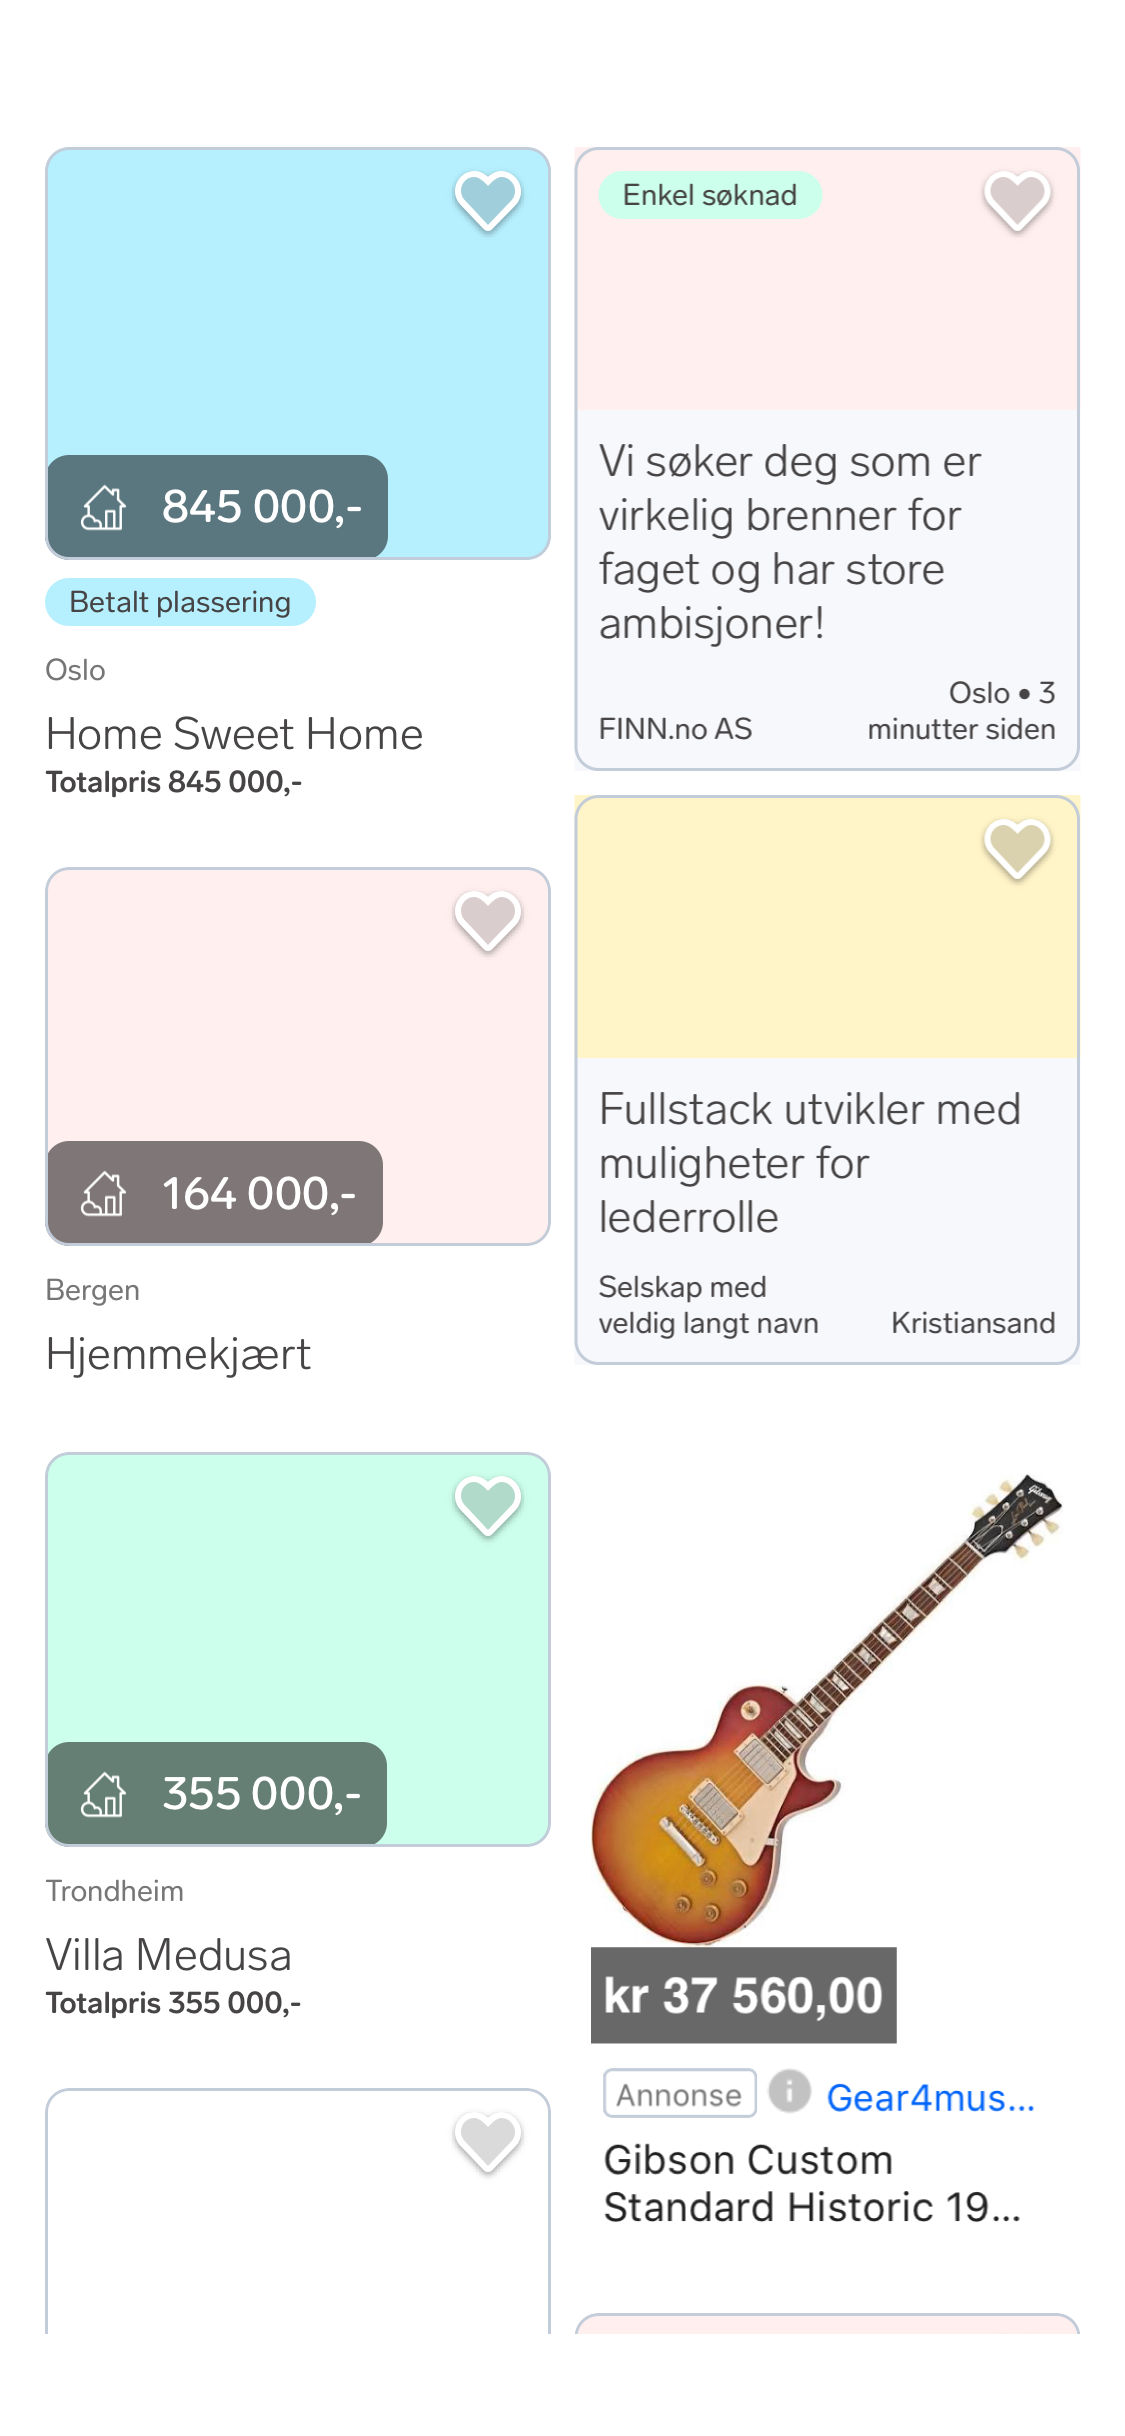 845 000,-
Betalt plassering
Oslo
Home Sweet Home
Totalpris 845 000,-
164 000,-
Bergen
Hjemmekjært
355 000,-
Trondheim
Villa Medusa
Totalpris 355 000,-
Enkel søknad
Vi søker deg som er
virkelig brenner for
faget og har store
ambisjoner!
Oslo • 3
FINN.no AS minutter siden
Fullstack utvikler med
muligheter for
lederrolle
Selskap med
veldig langt navn Kristiansand
Gibson
kr 37 560,00
Annonse i Gear4mus...
Gibson Custom
Standard Historic 19...